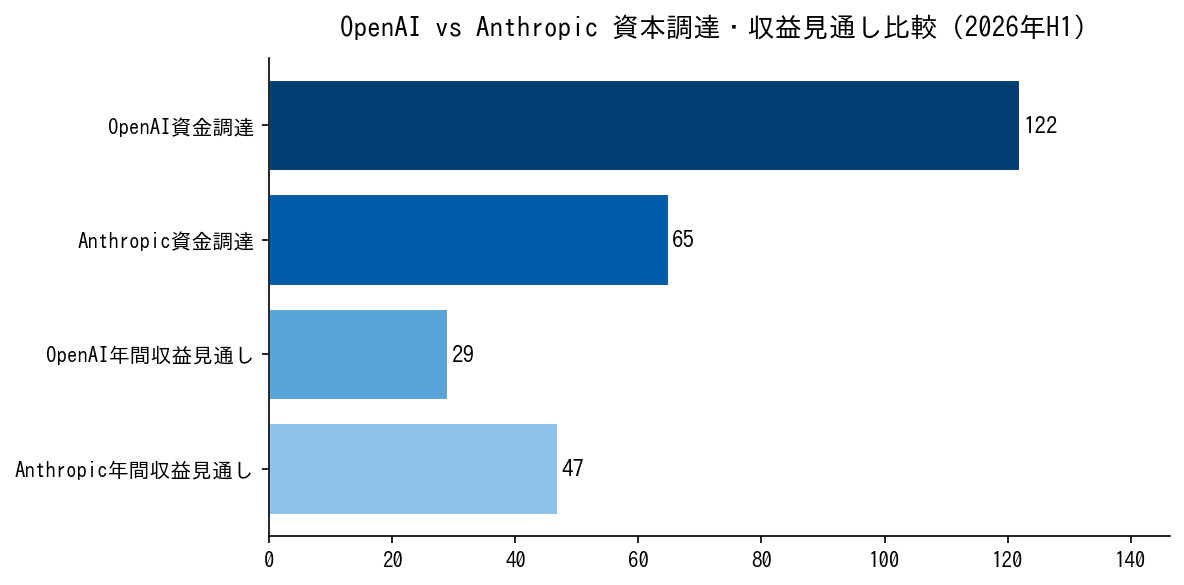 OpenAI vs Anthropic 資本調達・収益見通し比較 (2026年H1)
OpenAI資金調達
122
Anthropic資金調達
65
OpenAI年間収益見通し
29
Anthropic年間収益見通し
47
0 20 40 60 80 100 120 140